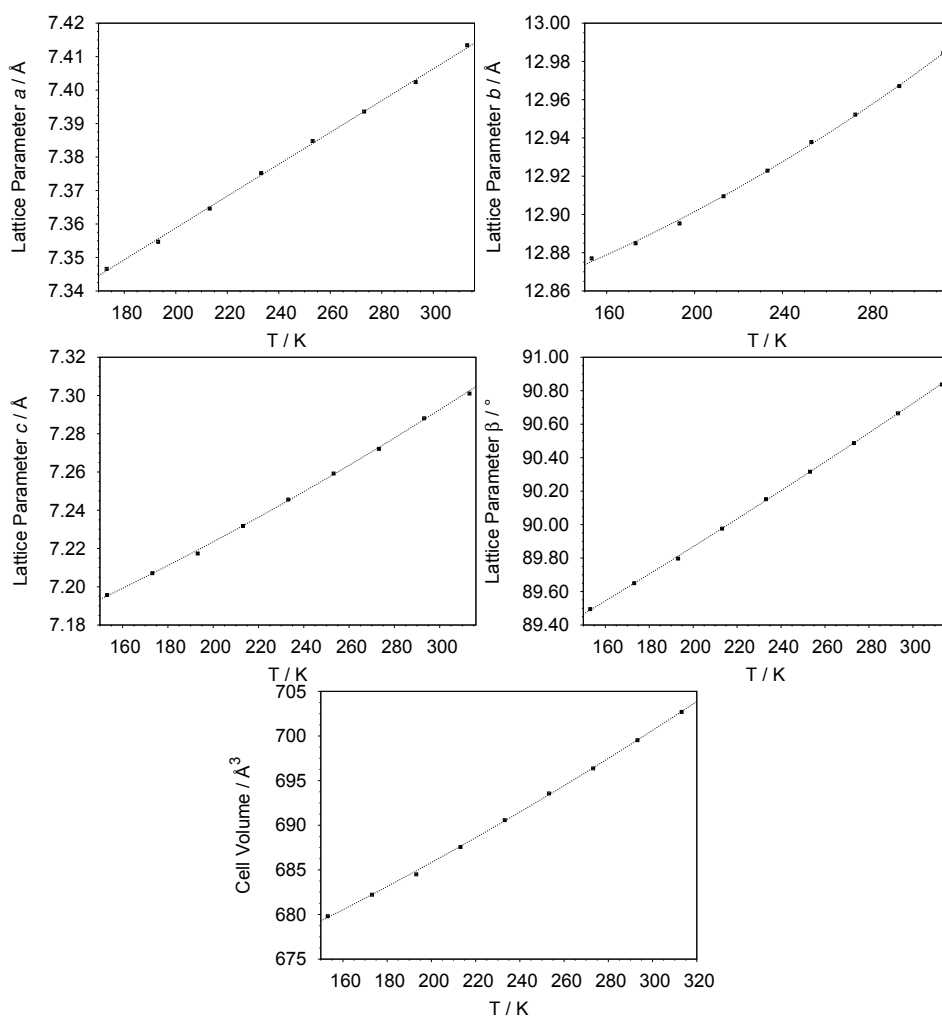 7.42
7.41
7.40
7.39
7.38
7.37
7.36
7.35
7.34
Lattice Parameter a / Å
180 200 220 240 260 280 300
T / K
13.00
12.98
12.96
12.94
12.92
12.90
12.88
12.86
Lattice Parameter b / Å
160 200 240 280
T / K
7.32
7.30
7.28
7.26
7.24
7.22
7.20
7.18
Lattice Parameter c / Å
160 180 200 220 240 260 280 300
T / K
91.00
90.80
90.60
90.40
90.20
90.00
89.80
89.60
89.40
Lattice Parameter β / °
160 180 200 220 240 260 280 300
T / K
705
700
695
690
685
680
675
Cell Volume / Å³
160 180 200 220 240 260 280 300 320
T / K